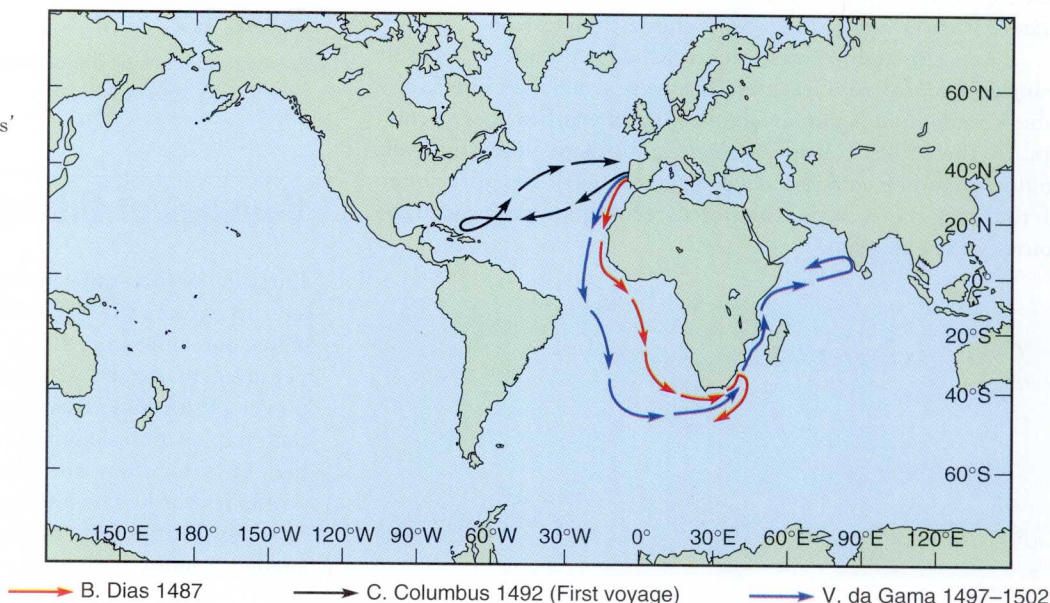 s'
60°N
40°N
20°N
0°
20°S
40°S
60°S
150°E 180° 150°W 120°W 90°W 60°W 30°W 0° 30°E 60°E 90°E 120°E
B. Dias 1487 C. Columbus 1492 (First voyage) V. da Gama 1497–1502